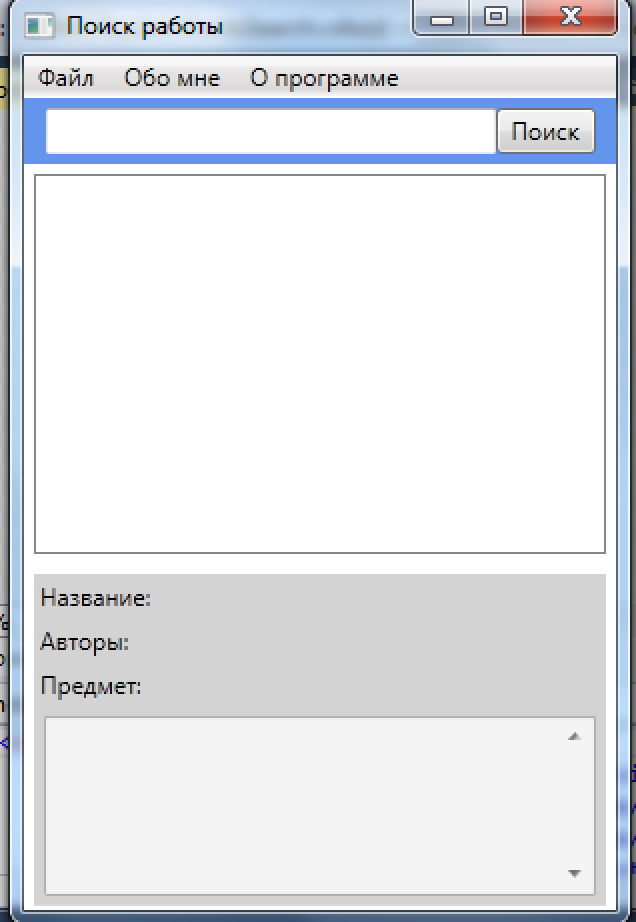 Поиск работы
Файл Обо мне О программе
Поиск
Название:
Авторы:
Предмет: